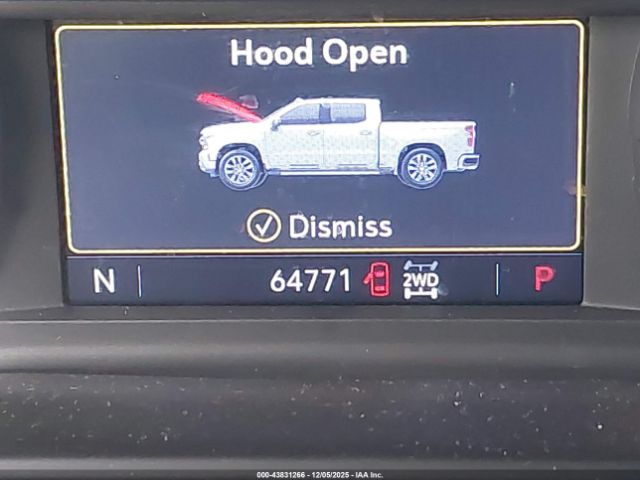 Hood Open
Dismiss
N 64771 2WD P
000-43831266 - 12/05/2025 - IAA Inc.